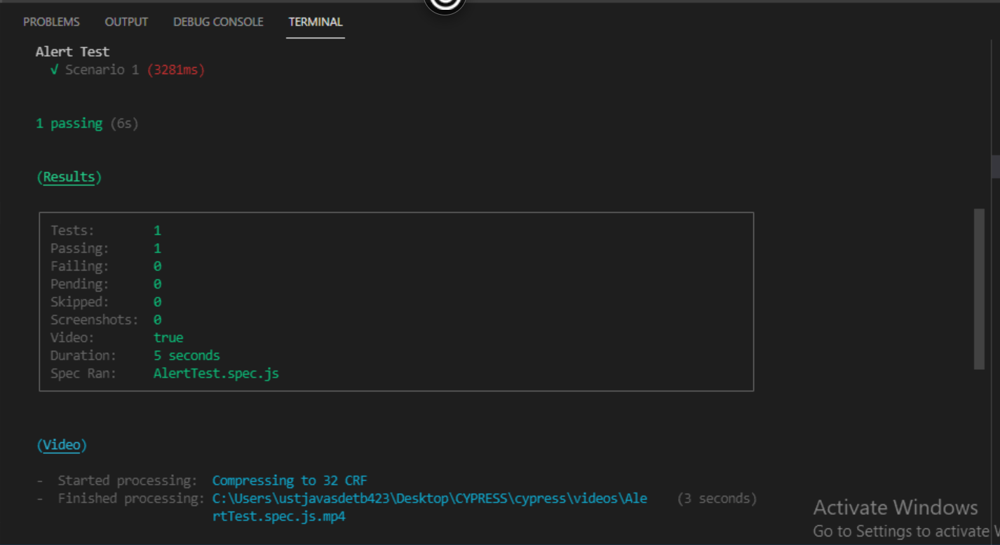 PROBLEMS OUTPUT DEBUG CONSOLE TERMINAL
Alert Test
√ Scenario 1 (3281ms)
1 passing (6s)
(Results)
Tests: 1
Passing: 1
Failing: 0
Pending: 0
Skipped: 0
Screenshots: 0
Video: true
Duration: 5 seconds
Spec Ran: AlertTest.spec.js
(Video)
- Started processing: Compressing to 32 CRF
- Finished processing: C:\Users\ustjavasdetb423\Desktop\CYPRESS\cypress\videos\Ale (3 seconds)
rtTest.spec.js.mp4
Activate Windows
Go to Settings to activate